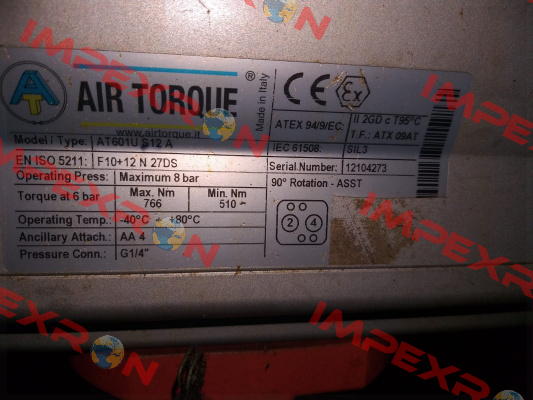 AIR TORQUE ®
www.airtorque.it
Made in Italy
CE Ex
ATEX 94/9/EC: II 2GD c T95°C
T.F.: ATX 09AT
Model / Type: AT601U S12 A
IEC 61508: SIL3
EN ISO 5211: F10+12 N 27DS
Serial Number: 12104273
Operating Press: Maximum 8 bar
90° Rotation - ASST
Torque at 6 bar
Max. Nm Min. Nm
766 510
2 4
Operating Temp.: -40°C ÷ +80°C
Ancillary Attach.: AA 4
Pressure Conn.: G1/4"
IMPEXRON
IMPEXRON
IMPEXRON
IMPEXRON
IMPEXRON